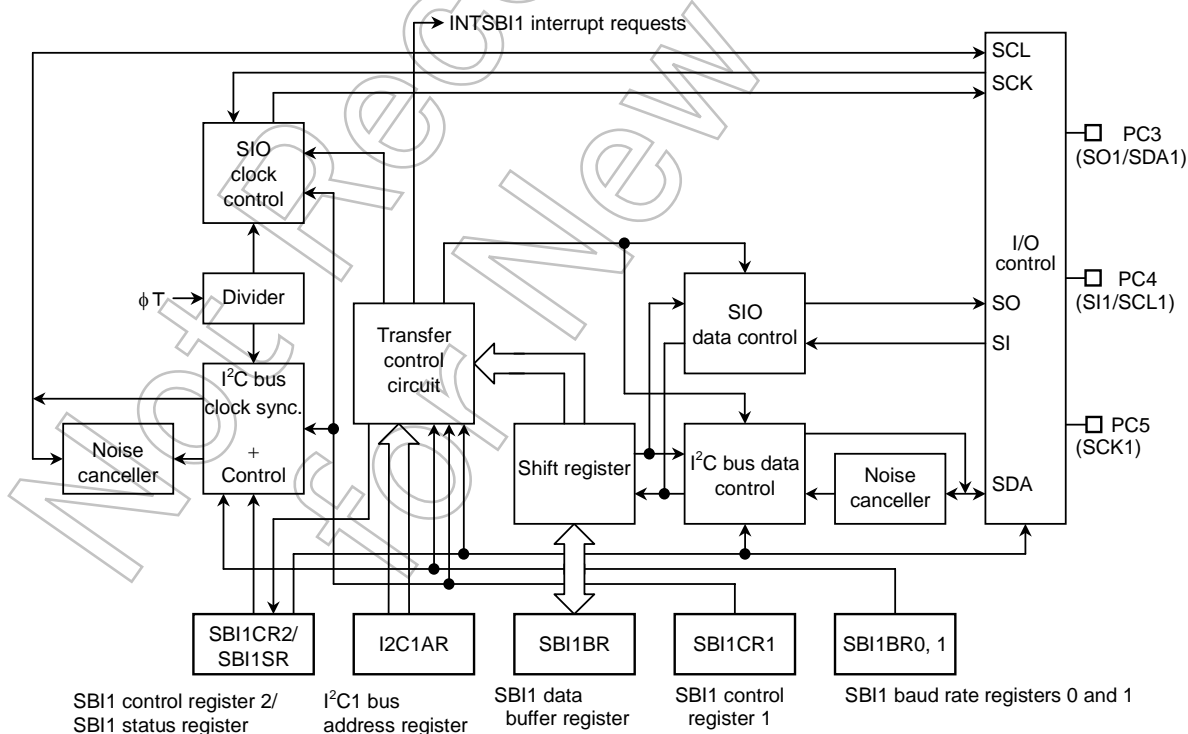 INTSBI1 interrupt requests
SCL
SCK
SIO
clock
control
PC3
(SO1/SDA1)
I/O
control
φT
Divider
Transfer
control
circuit
SIO
data control
SO
SI
PC4
(SI1/SCL1)
I²C bus
clock sync.
+
Control
Noise
canceller
Shift register
I²C bus data
control
Noise
canceller
SDA
PC5
(SCK1)
SBI1CR2/
SBI1SR
I2C1AR
SBI1BR
SBI1CR1
SBI1BR0, 1
SBI1 control register 2/
SBI1 status register
I²C1 bus
address register
SBI1 data
buffer register
SBI1 control
register 1
SBI1 baud rate registers 0 and 1
Not Rec
for New